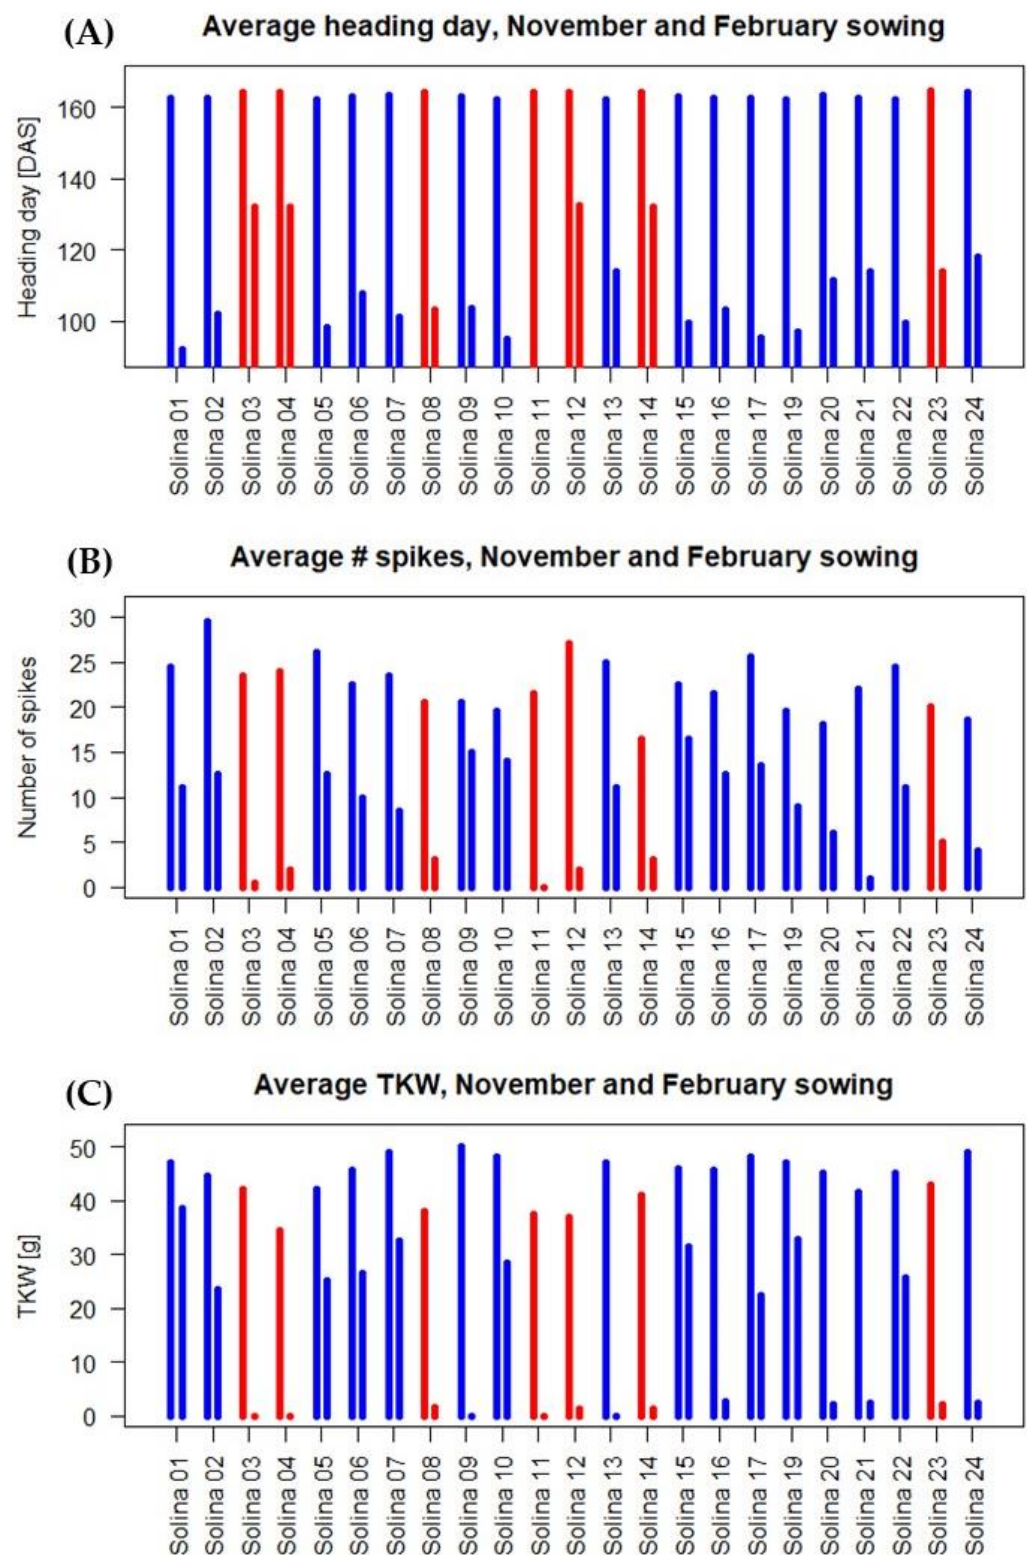 (A) Average heading day, November and February sowing
Heading day [DAS]
160
140
120
100
Solina 01
Solina 02
Solina 03
Solina 04
Solina 05
Solina 06
Solina 07
Solina 08
Solina 09
Solina 10
Solina 11
Solina 12
Solina 13
Solina 14
Solina 15
Solina 16
Solina 17
Solina 19
Solina 20
Solina 21
Solina 22
Solina 23
Solina 24
(B) Average # spikes, November and February sowing
Number of spikes
30
25
20
15
10
5
0
Solina 01
Solina 02
Solina 03
Solina 04
Solina 05
Solina 06
Solina 07
Solina 08
Solina 09
Solina 10
Solina 11
Solina 12
Solina 13
Solina 14
Solina 15
Solina 16
Solina 17
Solina 19
Solina 20
Solina 21
Solina 22
Solina 23
Solina 24
(C) Average TKW, November and February sowing
TKW [g]
50
40
30
20
10
0
Solina 01
Solina 02
Solina 03
Solina 04
Solina 05
Solina 06
Solina 07
Solina 08
Solina 09
Solina 10
Solina 11
Solina 12
Solina 13
Solina 14
Solina 15
Solina 16
Solina 17
Solina 19
Solina 20
Solina 21
Solina 22
Solina 23
Solina 24